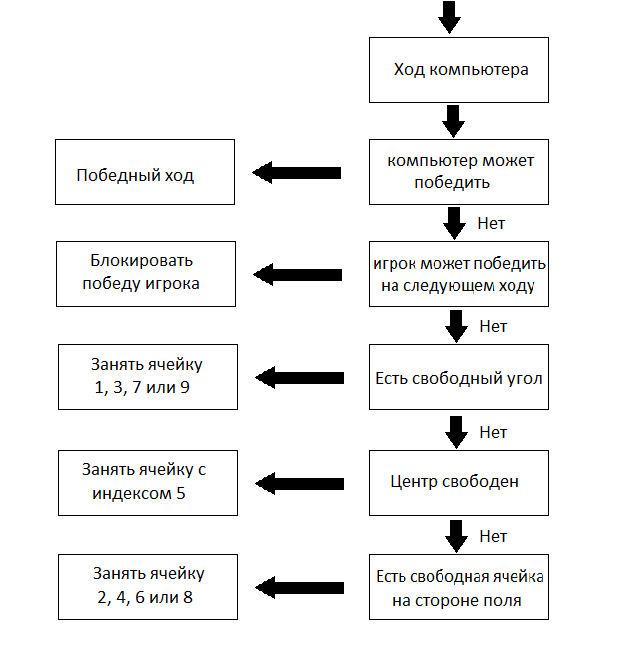 Ход компьютера
Победный ход
компьютер может
победить
Нет
Блокировать
победу игрока
игрок может победить
на следующем ходу
Нет
Занять ячейку
1, 3, 7 или 9
Есть свободный угол
Нет
Занять ячейку с
индексом 5
Центр свободен
Нет
Занять ячейку
2, 4, 6 или 8
Есть свободная ячейка
на стороне поля